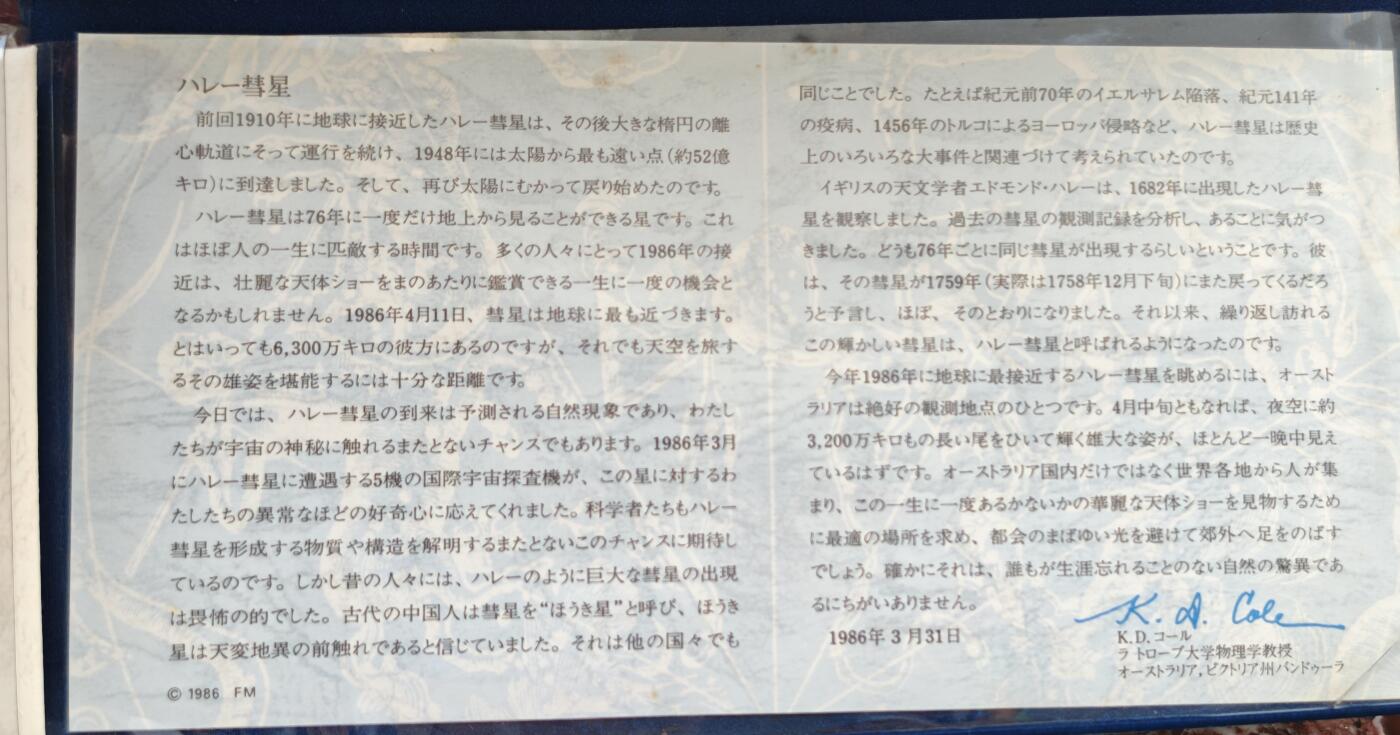 ハレー彗星
前回1910年に地球に接近したハレー彗星は、その後大きな楕円の離
心軌道にそって運行を続け、1948年には太陽から最も遠い点(約52億
キロ)に到達しました。そして、再び太陽にむかって戻り始めたのです。
ハレー彗星は76年に一度だけ地上から見ることができる星です。これ
はほぼ人の一生に匹敵する時間です。多くの人々にとって1986年の接
近は、壮麗な天体ショーをまのあたりに鑑賞できる一生に一度の機会と
なるかもしれません。1986年4月11日、彗星は地球に最も近づきます。
とはいっても6,300万キロの彼方にあるのですが、それでも天空を旅す
るその雄姿を堪能するには十分な距離です。
今日では、ハレー彗星の到来は予測される自然現象であり、わたし
たちが宇宙の神秘に触れるまたとないチャンスでもあります。1986年3月
にハレー彗星に遭遇する5機の国際宇宙探査機が、この星に対するわ
たしたちの異常なほどの好奇心に応えてくれました。科学者たちもハレー
彗星を形成する物質や構造を解明するまたとないこのチャンスに期待し
ているのです。しかし昔の人々には、ハレーのように巨大な彗星の出現
は畏怖の的でした。古代の中国人は彗星を“ほうき星”と呼び、ほうき
星は天変地異の前触れであると信じていました。それは他の国々でも
© 1986 FM
同じことでした。たとえば紀元前70年のイエルサレム陥落、紀元141年
の疫病、1456年のトルコによるヨーロッパ侵略など、ハレー彗星は歴史
上のいろいろな大事件と関連づけて考えられていたのです。
イギリスの天文学者エドモンド・ハレーは、1682年に出現したハレー彗
星を観察しました。過去の彗星の観測記録を分析し、あることに気がつ
きました。どうも76年ごとに同じ彗星が出現するらしいということです。彼
は、その彗星が1759年(実際は1758年12月下旬)にまた戻ってくるだろ
うと予言し、ほぼ、そのとおりになりました。それ以来、繰り返し訪れる
この輝かしい彗星は、ハレー彗星と呼ばれるようになったのです。
今年1986年に地球に最接近するハレー彗星を眺めるには、オースト
ラリアは絶好の観測地点のひとつです。4月中旬ともなれば、夜空に約
3,200万キロもの長い尾をひいて輝く雄大な姿が、ほとんど一晩中見え
ているはずです。オーストラリア国内だけではなく世界各地から人が集
まり、この一生に一度あるかないかの華麗な天体ショーを見物するため
に最適の場所を求め、都会のまばゆい光を避けて郊外へ足をのばす
でしょう。確かにそれは、誰もが生涯忘れることのない自然の驚異であ
るにちがいありません。
K. D. Cole
1986年3月31日
K.D.コール
ラ トローブ大学物理学教授
オーストラリア,ビクトリア州バンドゥーラ